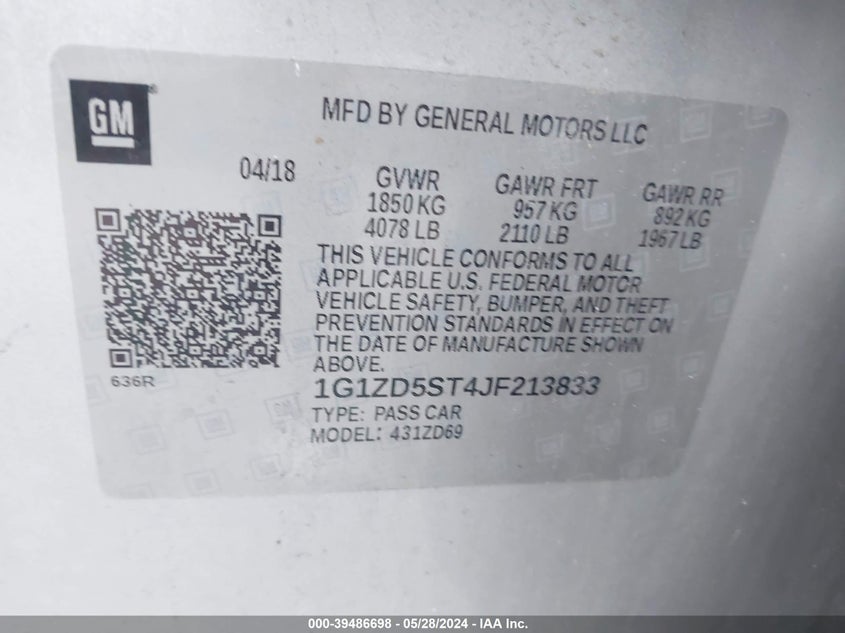 GM
MFD BY GENERAL MOTORS LLC
04/18
GVWR GAWR FRT GAWR RR
1850 KG 957 KG 892 KG
4078 LB 2110 LB 1967 LB
THIS VEHICLE CONFORMS TO ALL
APPLICABLE U.S. FEDERAL MOTOR
VEHICLE SAFETY, BUMPER, AND THEFT
PREVENTION STANDARDS IN EFFECT ON
THE DATE OF MANUFACTURE SHOWN
ABOVE.
636R
1G1ZD5ST4JF213833
TYPE: PASS CAR
MODEL: 431ZD69
000-39486698 - 05/28/2024 - IAA Inc.